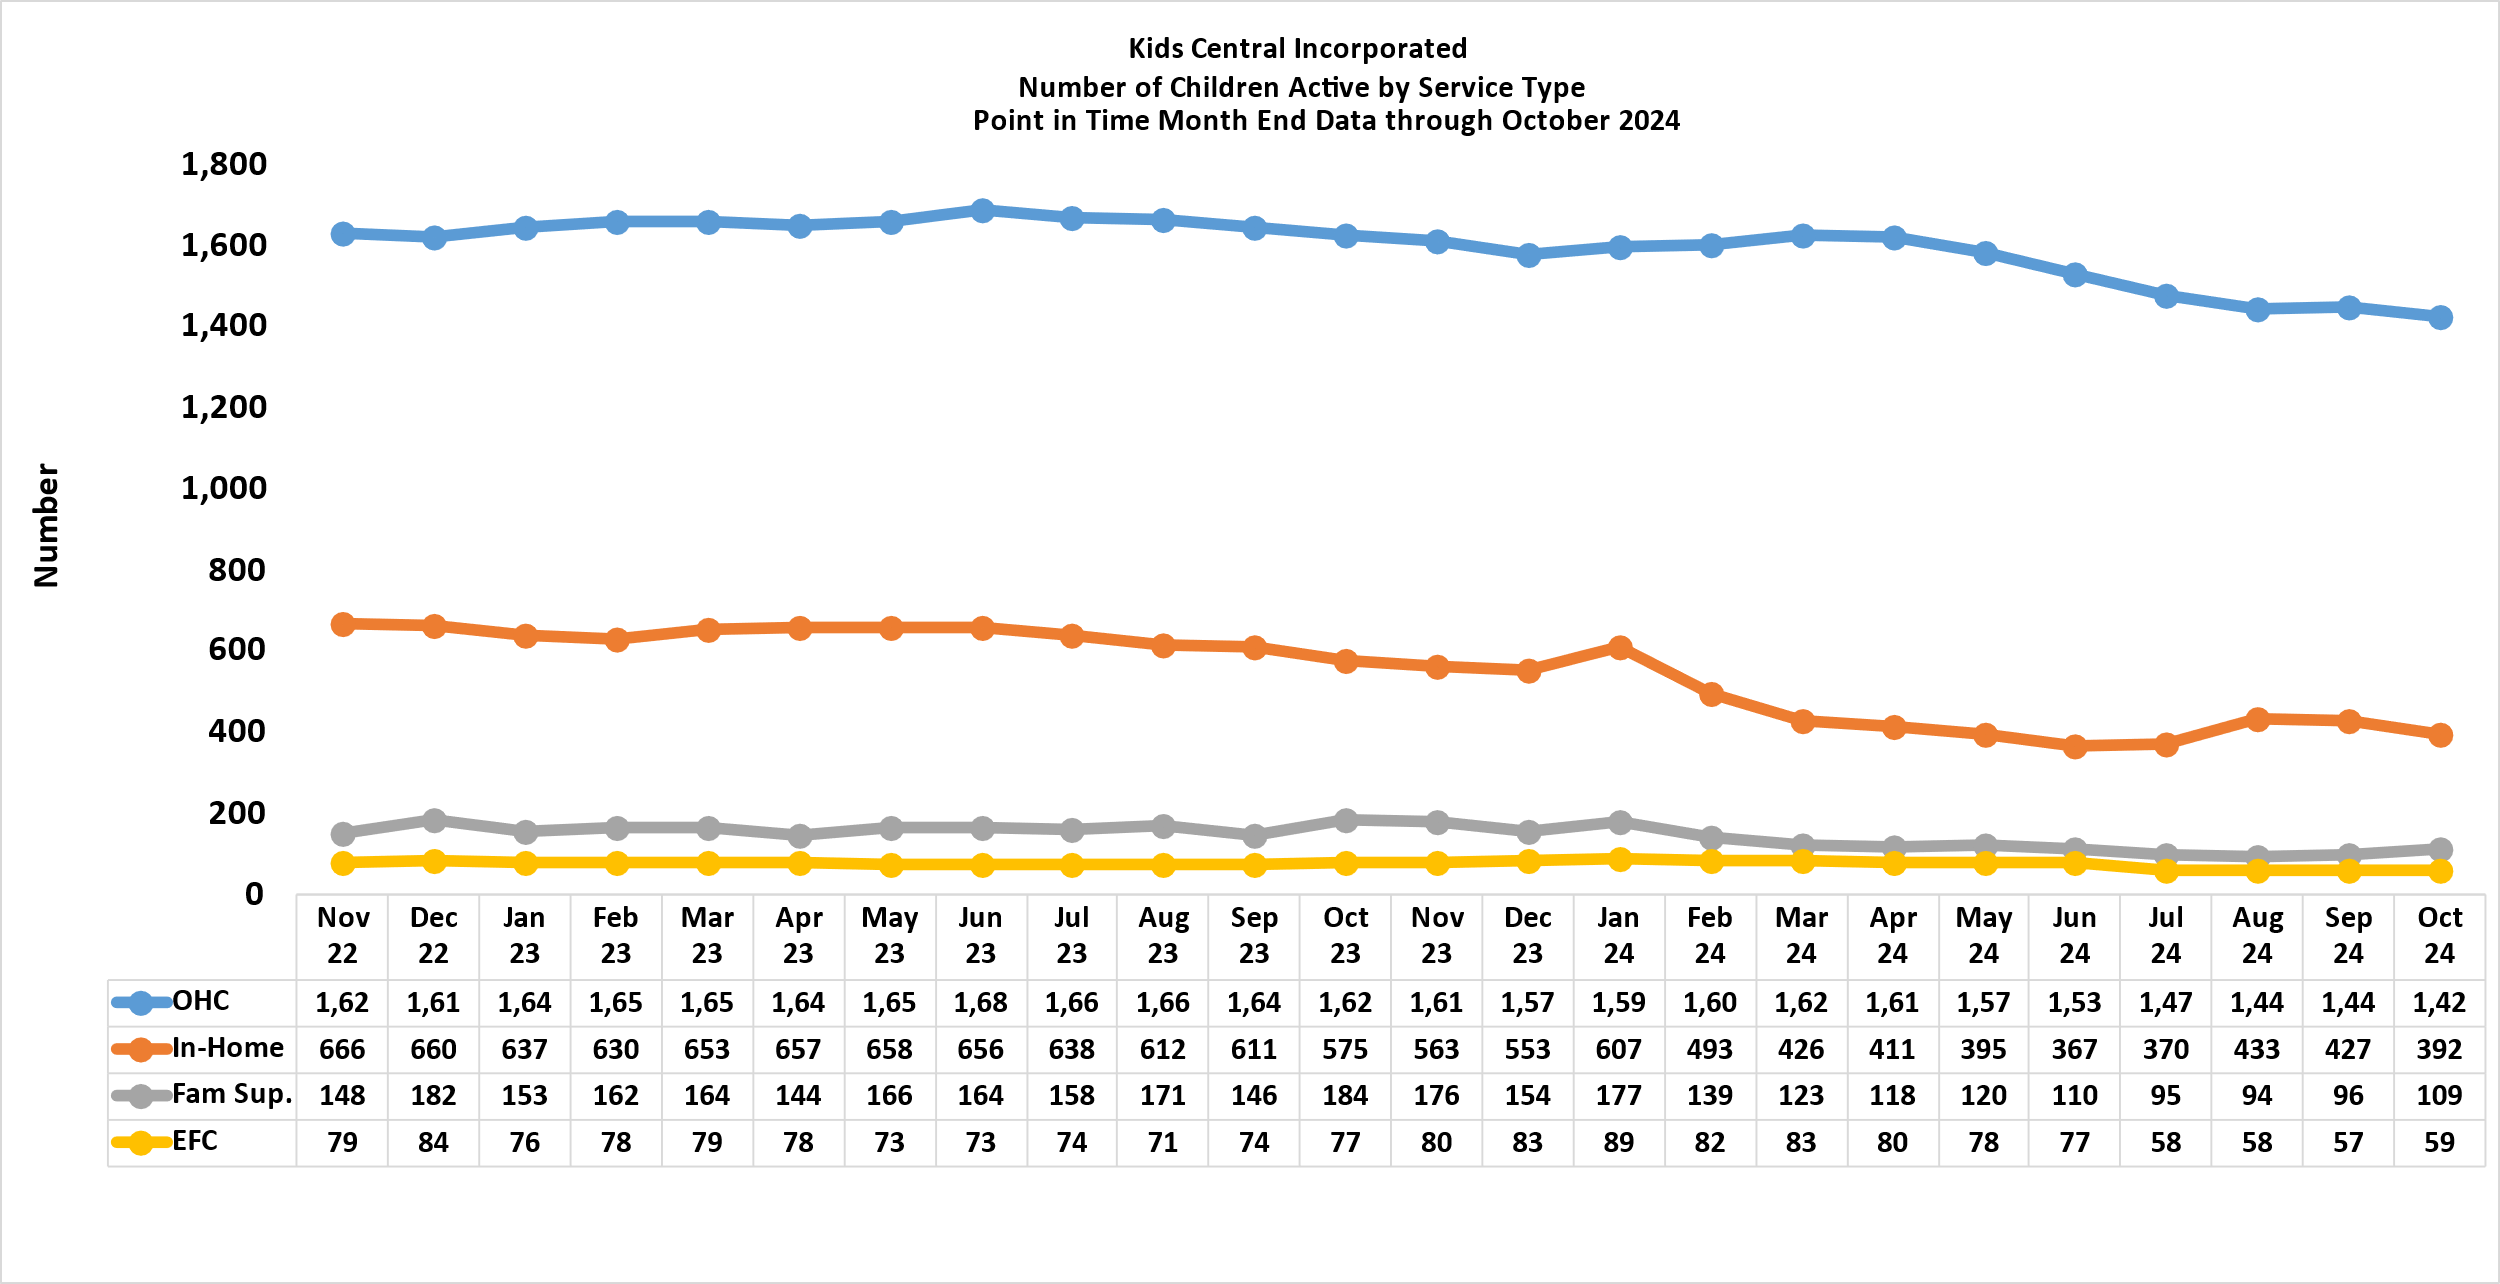 Kids Central Incorporated
Number of Children Active by Service Type
Point in Time Month End Data through October 2024
Number
1,800
1,600
1,400
1,200
1,000
800
600
400
200
0
Nov Dec Jan Feb Mar Apr May Jun Jul Aug Sep Oct Nov Dec Jan Feb Mar Apr May Jun Jul Aug Sep Oct
22 22 23 23 23 23 23 23 23 23 23 23 23 23 24 24 24 24 24 24 24 24 24 24
OHC 1,62 1,61 1,64 1,65 1,65 1,64 1,65 1,68 1,66 1,66 1,64 1,62 1,61 1,57 1,59 1,60 1,62 1,61 1,57 1,53 1,47 1,44 1,44 1,42
In-Home 666 660 637 630 653 657 658 656 638 612 611 575 563 553 607 493 426 411 395 367 370 433 427 392
Fam Sup. 148 182 153 162 164 144 166 164 158 171 146 184 176 154 177 139 123 118 120 110 95 94 96 109
EFC 79 84 76 78 79 78 73 73 74 71 74 77 80 83 89 82 83 80 78 77 58 58 57 59